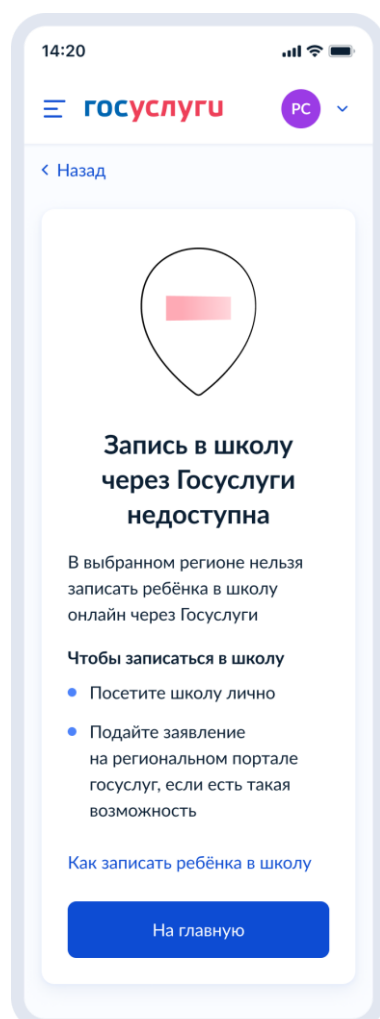 14:20
госуслуги
РС
Назад
Запись в школу
через Госуслуги
недоступна
В выбранном регионе нельзя
записать ребёнка в школу
онлайн через Госуслуги
Чтобы записаться в школу
Посетите школу лично
Подайте заявление
на региональном портале
госуслуг, если есть такая
возможность
Как записать ребёнка в школу
На главную